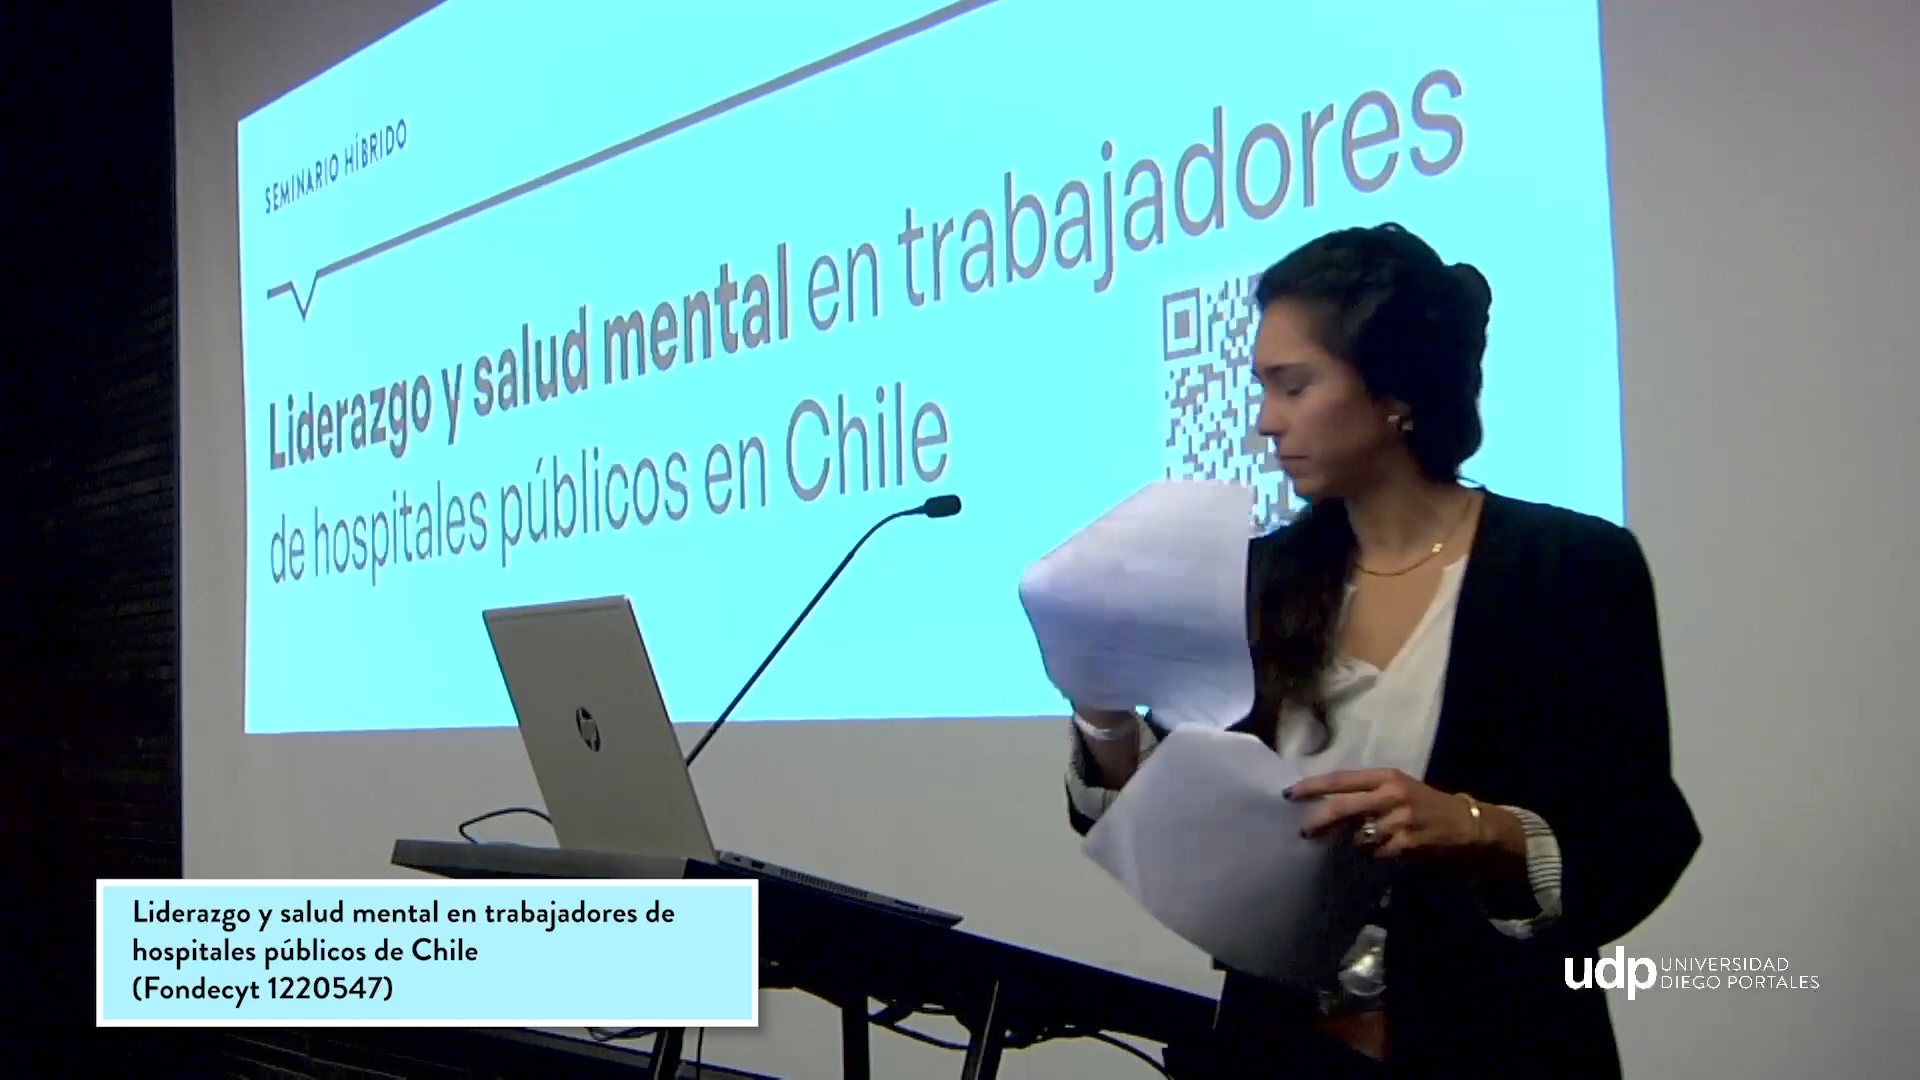 SEMINARIO HÍBRIDO
Liderazgo y salud mental en trabajadores
de hospitales públicos en Chile
Liderazgo y salud mental en trabajadores de
hospitales públicos de Chile
(Fondecyt 1220547)
udp UNIVERSIDAD
DIEGO PORTALES